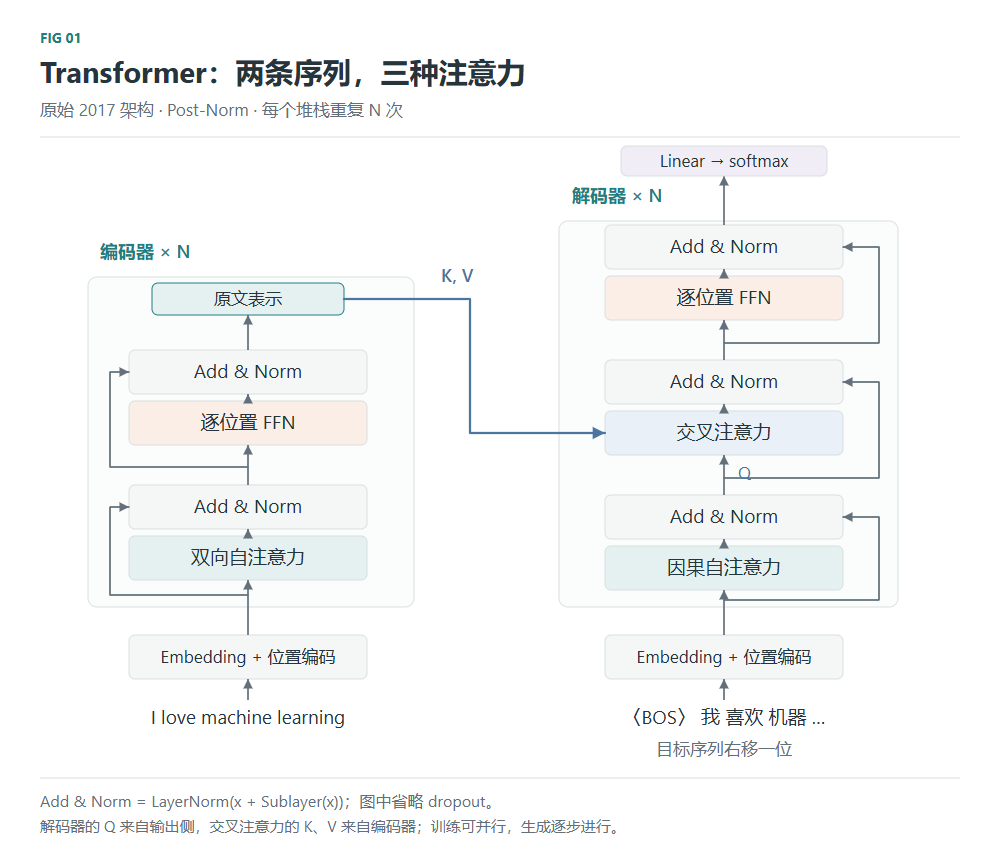 FIG 01
Transformer：两条序列，三种注意力
原始 2017 架构 · Post-Norm · 每个堆栈重复 N 次
编码器 × N
原文表示
Add & Norm
逐位置 FFN
Add & Norm
双向自注意力
Embedding + 位置编码
I love machine learning
K, V
Linear → softmax
解码器 × N
Add & Norm
逐位置 FFN
Add & Norm
交叉注意力
Q
Add & Norm
因果自注意力
Embedding + 位置编码
〈BOS〉 我 喜欢 机器 ...
目标序列右移一位
Add & Norm = LayerNorm(x + Sublayer(x))；图中省略 dropout。
解码器的 Q 来自输出侧，交叉注意力的 K、V 来自编码器；训练可并行，生成逐步进行。